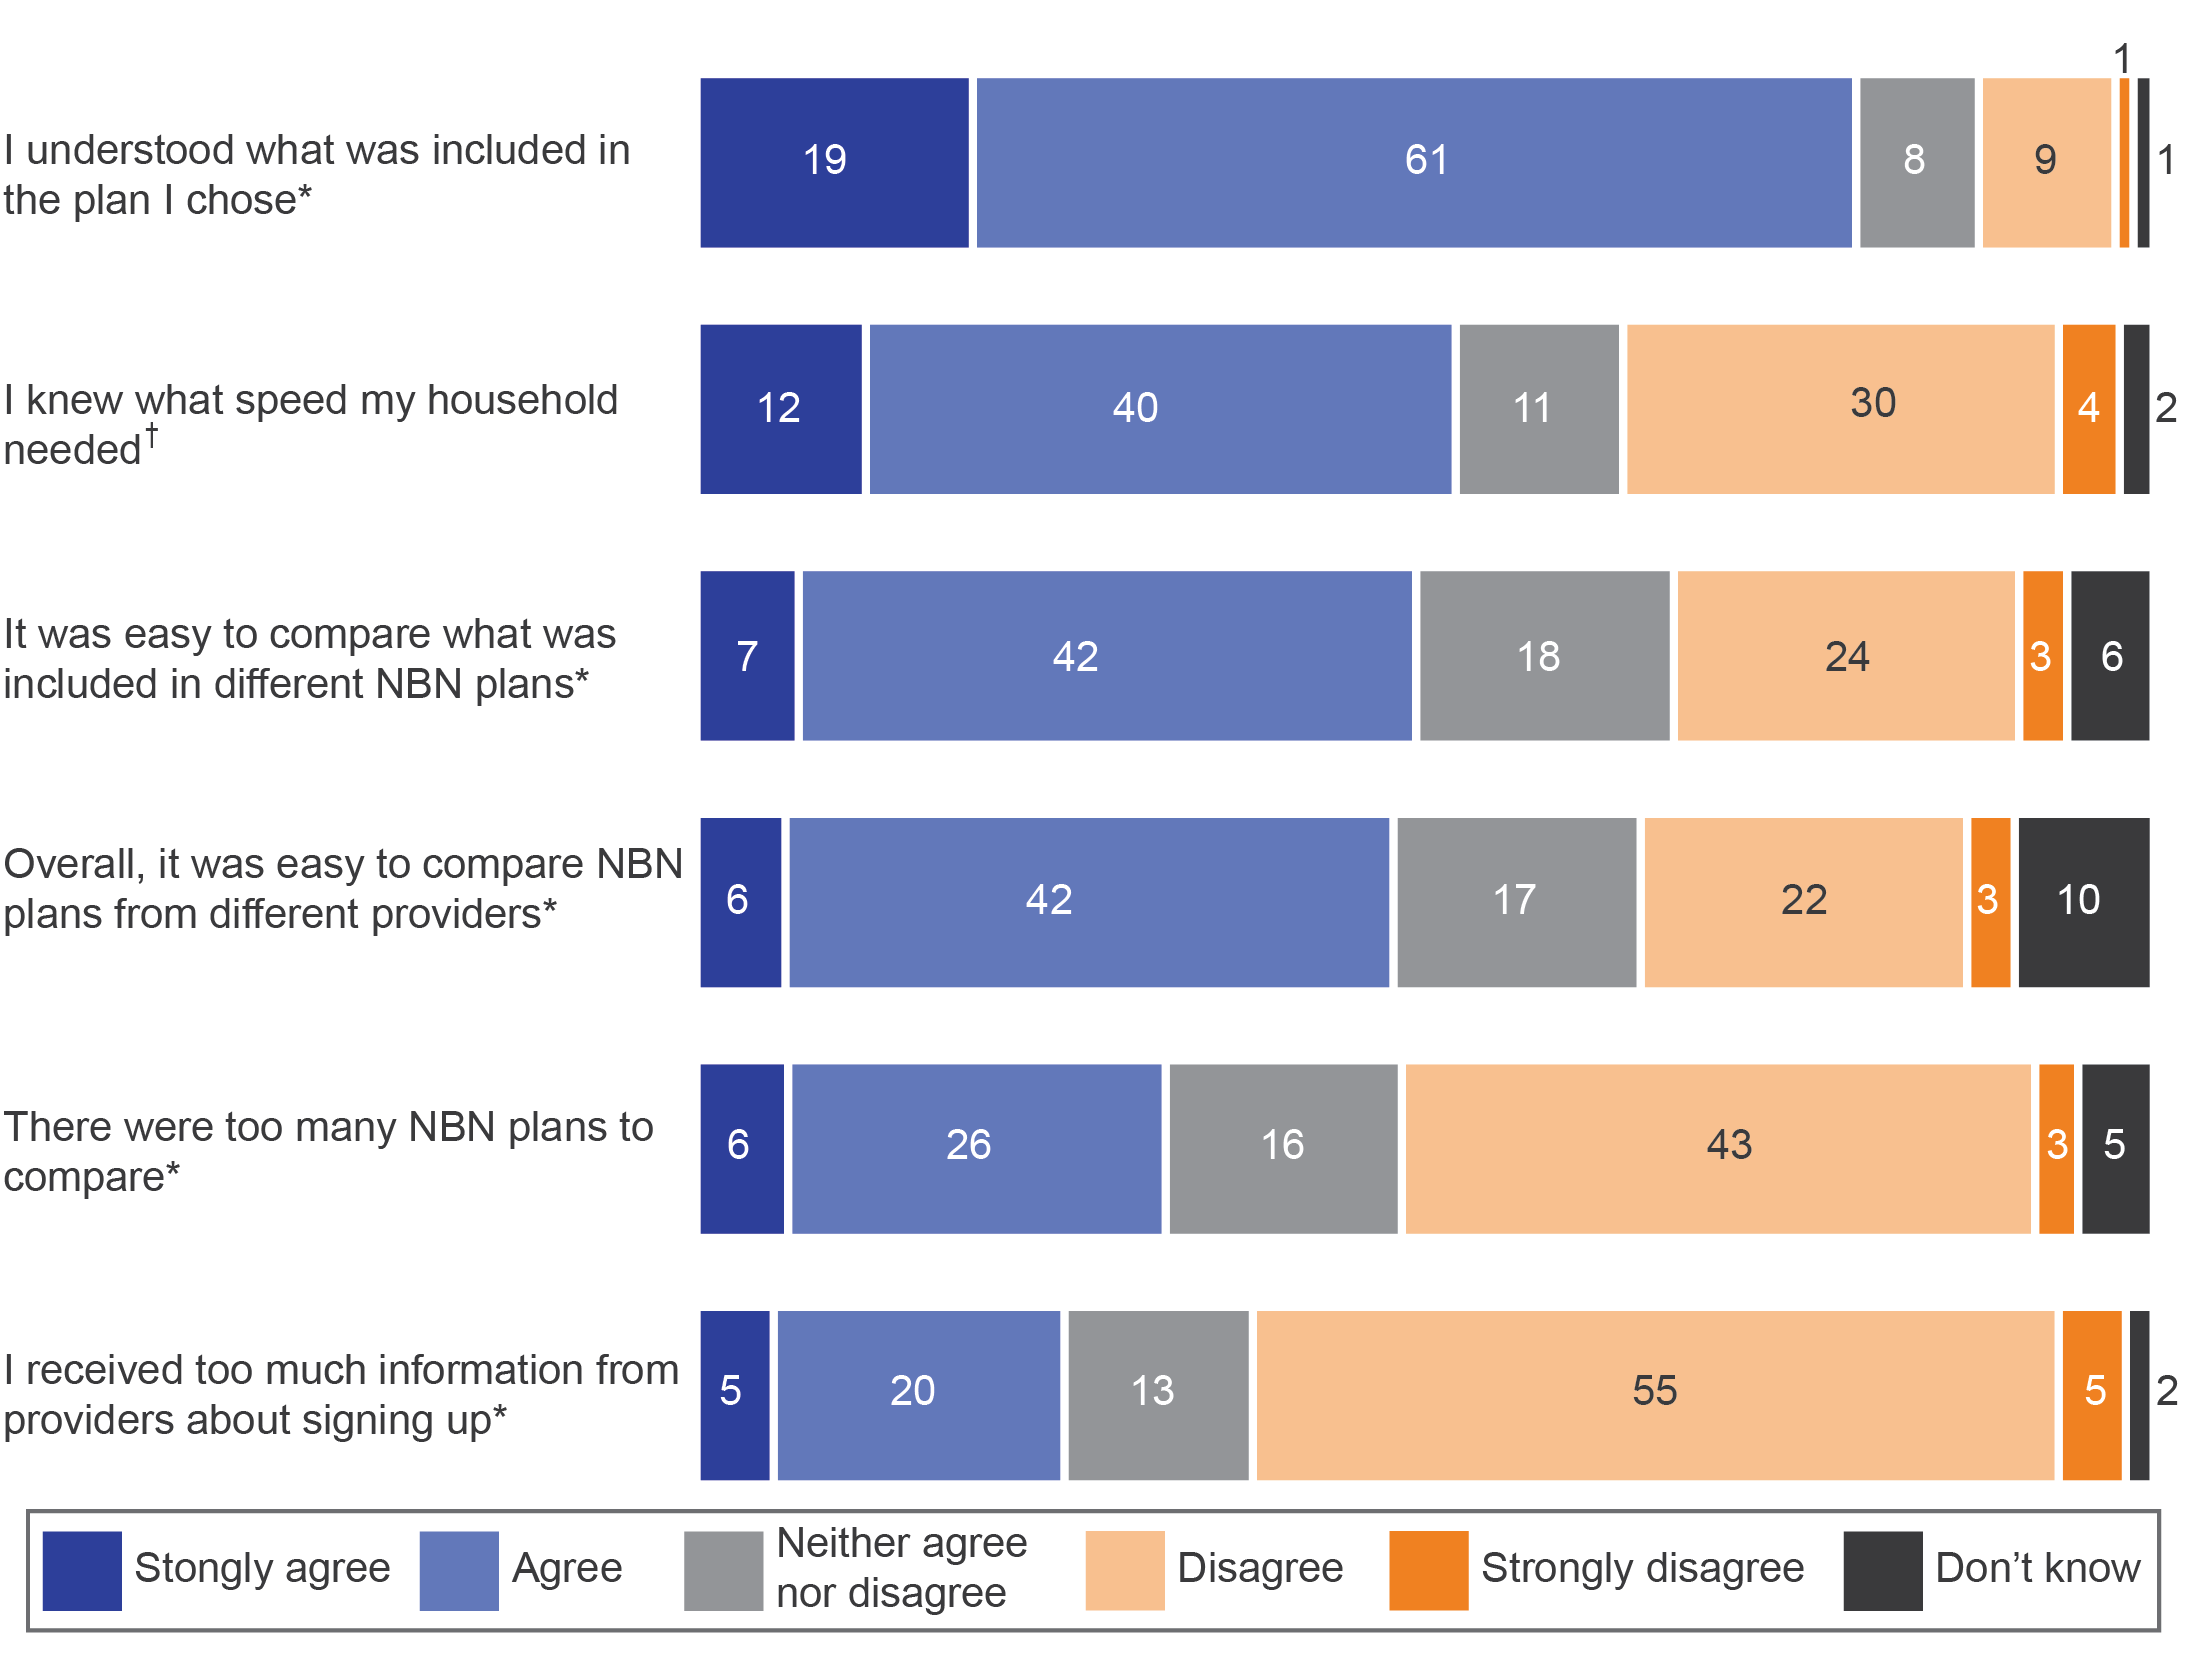 1
I understood what was included in
the plan I chose*
19 61 8 9 1
I knew what speed my household
needed†
12 40 11 30 4 2
It was easy to compare what was
included in different NBN plans*
7 42 18 24 3 6
Overall, it was easy to compare NBN
plans from different providers*
6 42 17 22 3 10
There were too many NBN plans to
compare*
6 26 16 43 3 5
I received too much information from
providers about signing up*
5 20 13 55 5 2
Stongly agree
Agree
Neither agree
nor disagree
Disagree
Strongly disagree
Don’t know